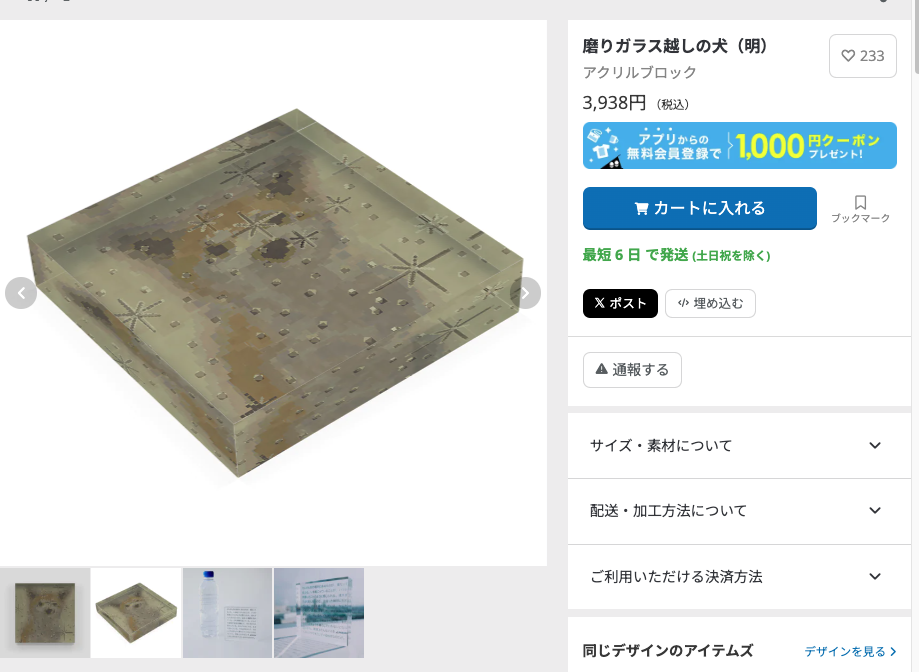 磨りガラス越しの犬（明）
アクリルブロック
233
3,938円 （税込）
アプリからの
無料会員登録で
1,000円クーポン
プレゼント!
カートに入れる
ブックマーク
最短 6 日 で発送 (土日祝を除く)
ポスト
埋め込む
通報する
サイズ・素材について
配送・加工方法について
ご利用いただける決済方法
同じデザインのアイテムズ
デザインを見る